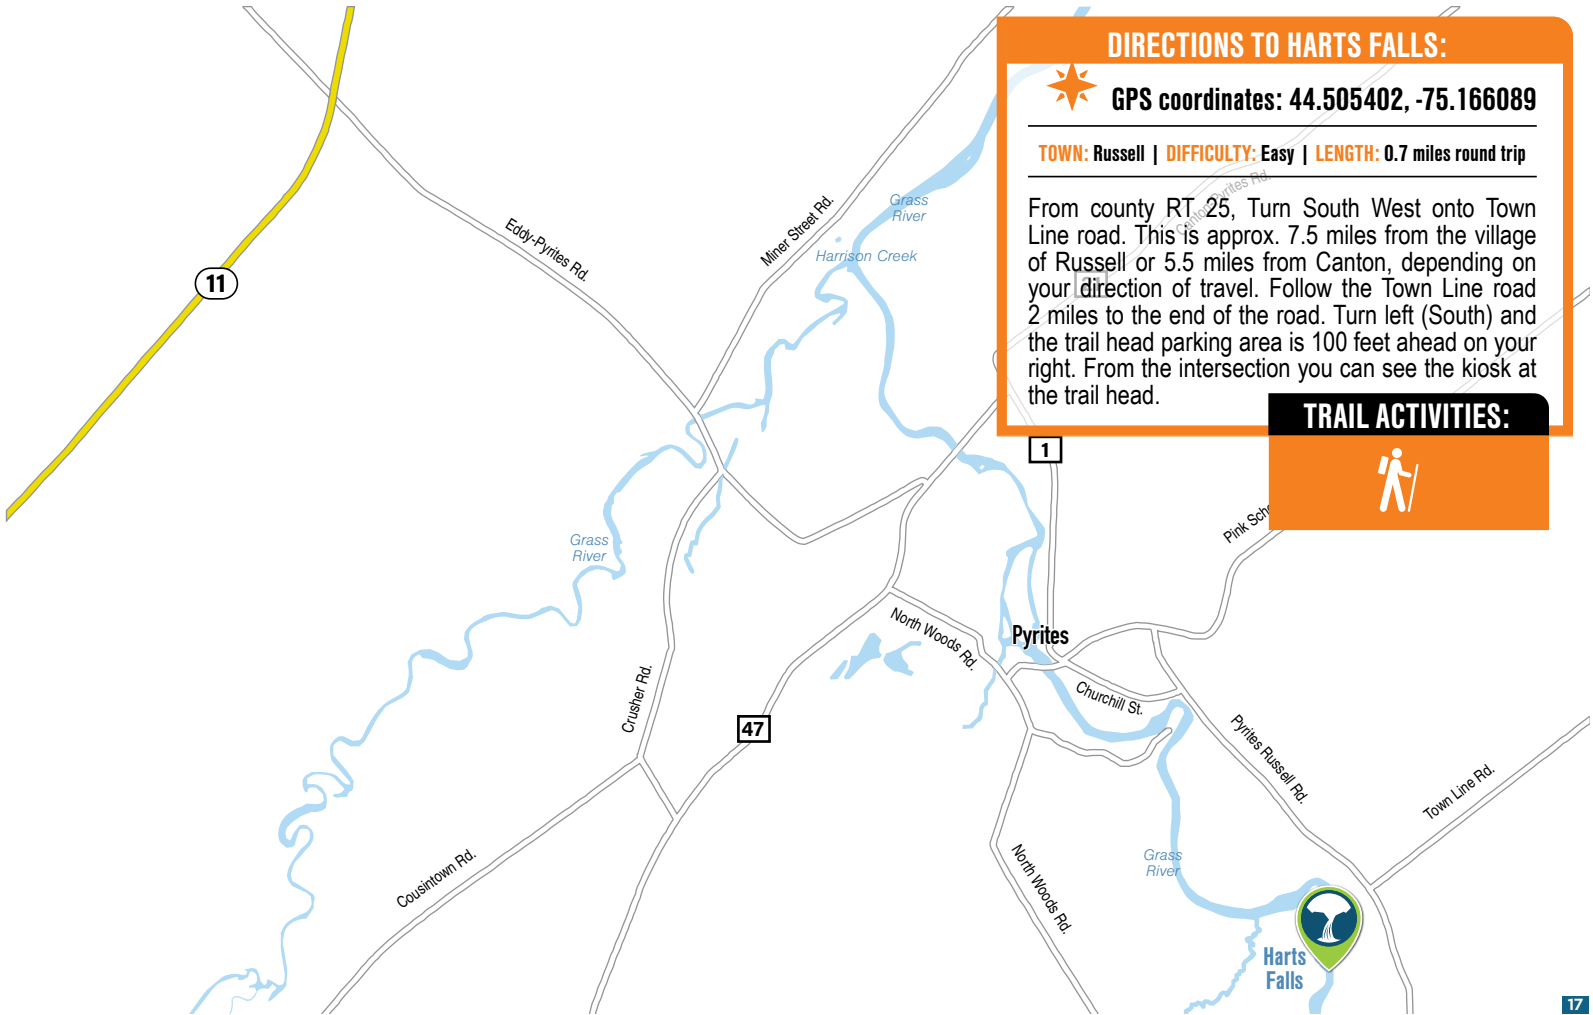 DIRECTIONS TO HARTS FALLS:
GPS coordinates: 44.505402, -75.166089
TOWN: Russell | DIFFICULTY: Easy | LENGTH: 0.7 miles round trip
From county RT 25, Turn South West onto Town
Line road. This is approx. 7.5 miles from the village
of Russell or 5.5 miles from Canton, depending on
your direction of travel. Follow the Town Line road
2 miles to the end of the road. Turn left (South) and
the trail head parking area is 100 feet ahead on your
right. From the intersection you can see the kiosk at
the trail head.
TRAIL ACTIVITIES:
Canton Pyrites Rd.
11
Eddy-Pyrites Rd.
Miner Street Rd.
Grass
River
Harrison Creek
1
Pink
Grass
River
North Woods Rd.
Pyrites
Crusher Rd.
Churchill St.
47
Pyrites Russell Rd.
Town Line Rd.
Cousintown Rd.
North Woods Rd.
Grass
River
Harts
Falls
17